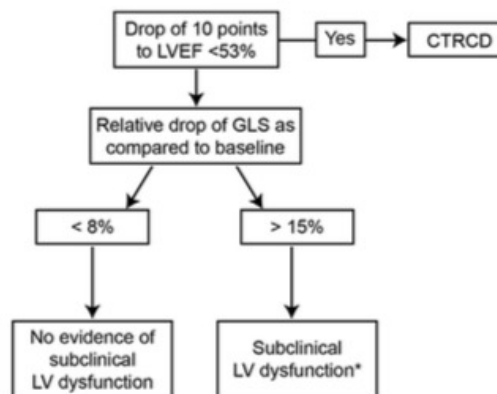 Drop of 10 points
to LVEF <53%
Yes
CTRCD
Relative drop of GLS as
compared to baseline
< 8%
> 15%
No evidence of
subclinical
LV dysfunction
Subclinical
LV dysfunction*